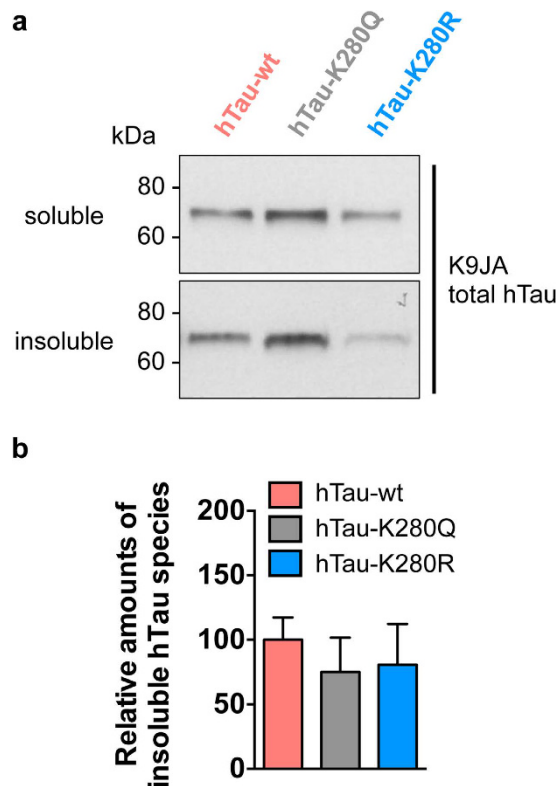 a
hTau-wt
hTau-K280Q
hTau-K280R
kDa
80
soluble
60
K9JA
total hTau
80
insoluble
60
b
hTau-wt
hTau-K280Q
hTau-K280R
Relative amounts of
insoluble hTau species
200
150
100
50
0